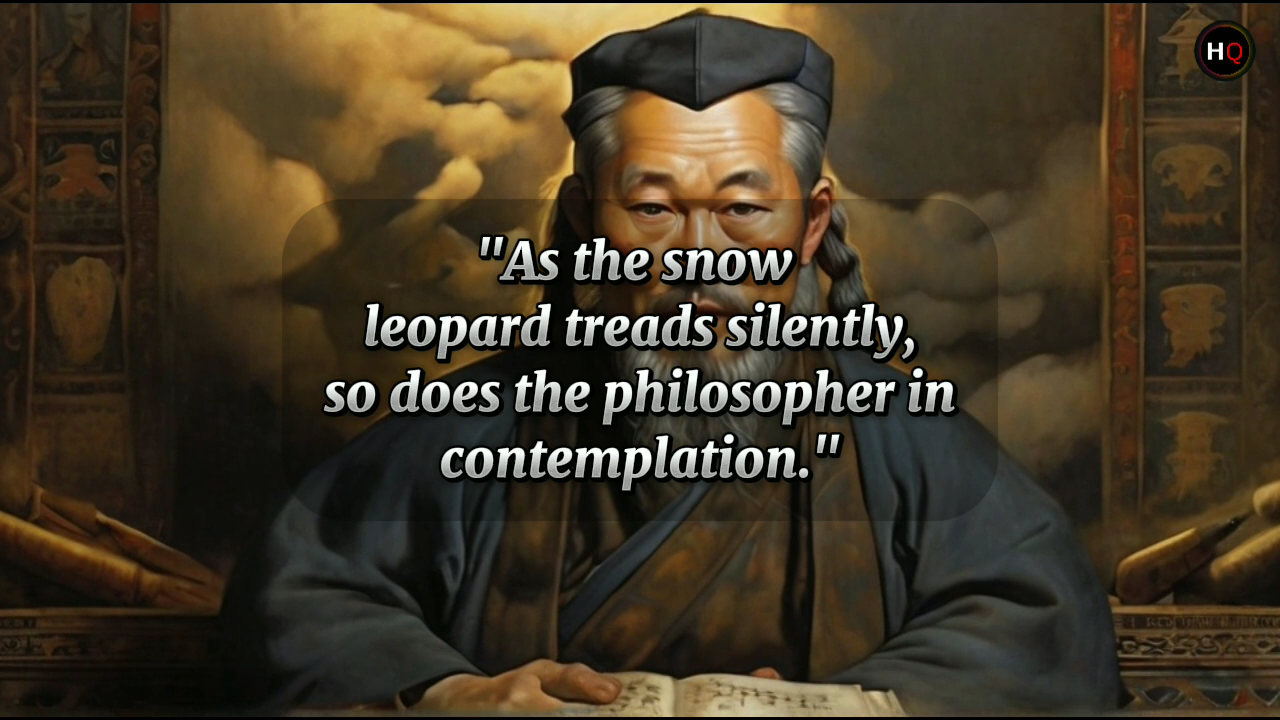 HQ
"As the snow
leopard treads silently,
so does the philosopher in
contemplation."